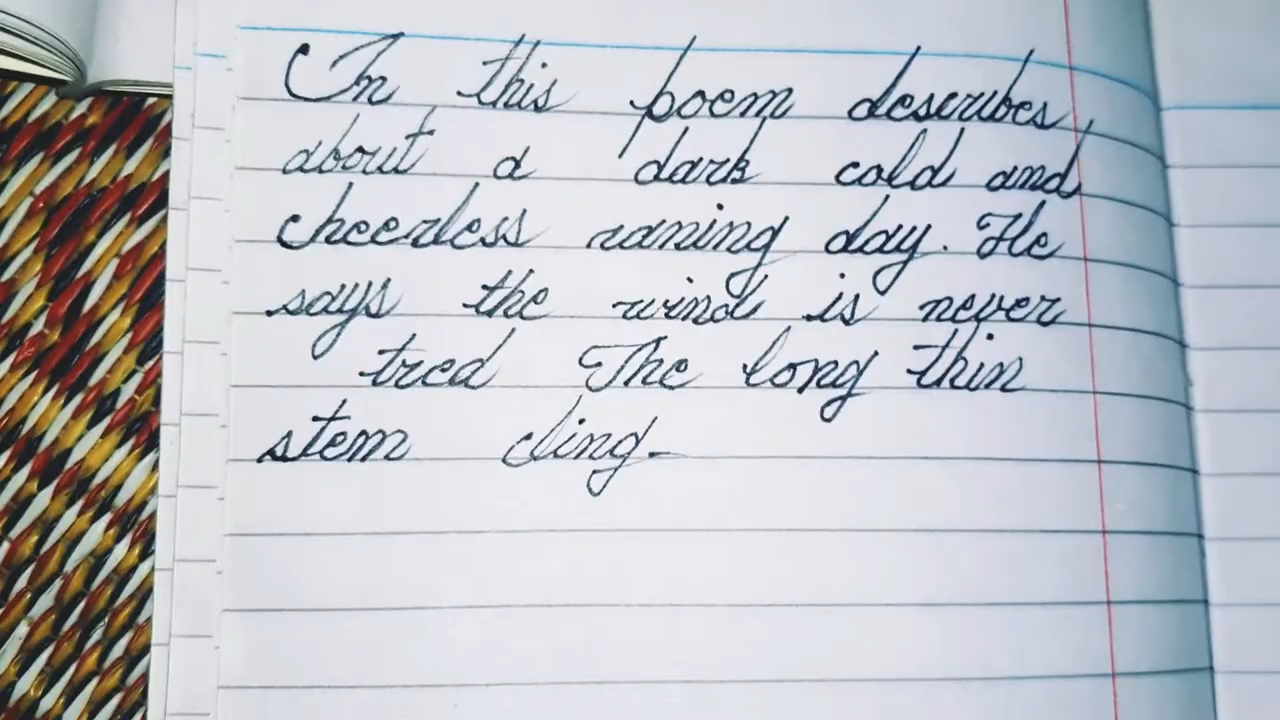 In this poem describes
about a dark cold and
cheerless raning day. He
says the wind is never
tred The long thin
stem cling.